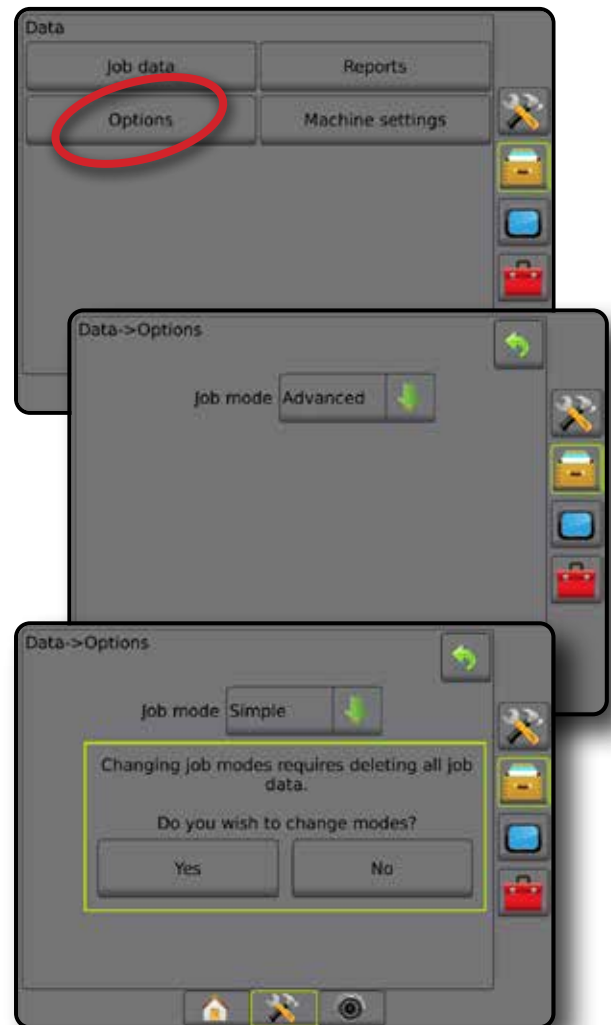 Data
Job data
Reports
Options
Machine settings
Data->Options
Job mode Advanced
Data->Options
Job mode Simple
Changing job modes requires deleting all job
data.
Do you wish to change modes?
Yes
No